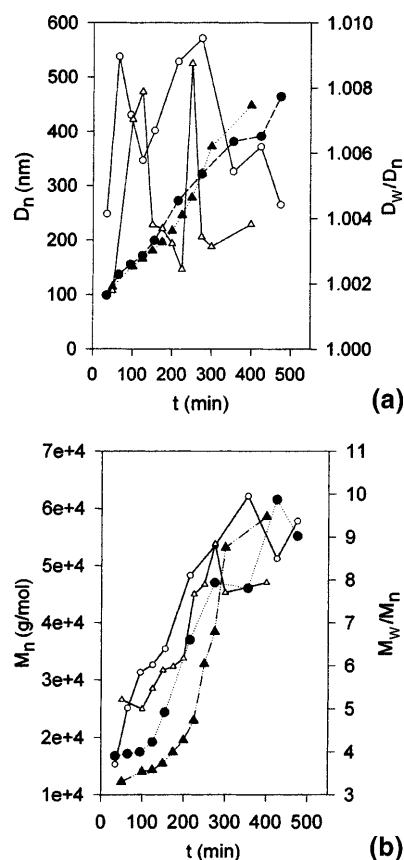 600
500
400
300
200
100
0
Dn (nm)
1.010
1.008
1.006
1.004
1.002
1.000
Dw/Dn
0 100 200 300 400 500
t (min)
(a)
7e+4
6e+4
5e+4
4e+4
3e+4
2e+4
1e+4
Mn (g/mol)
11
10
9
8
7
6
5
4
3
Mw/Mn
0 100 200 300 400 500
t (min)
(b)